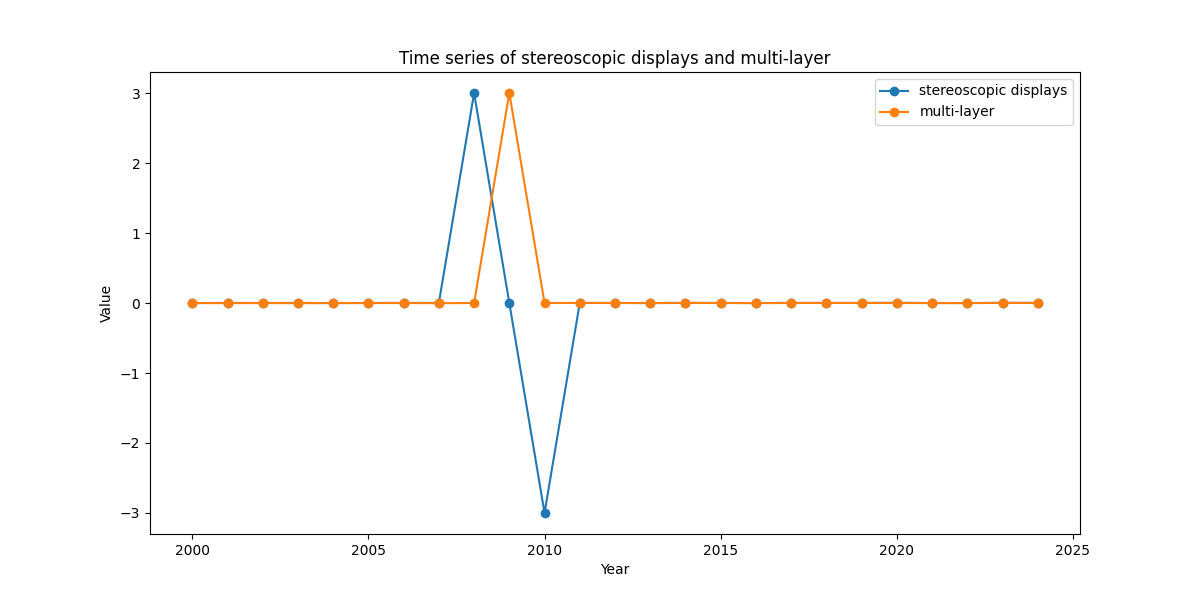 Time series of stereoscopic displays and multi-layer
stereoscopic displays
multi-layer
Value
3
2
1
0
−1
−2
−3
2000 2005 2010 2015 2020 2025
Year